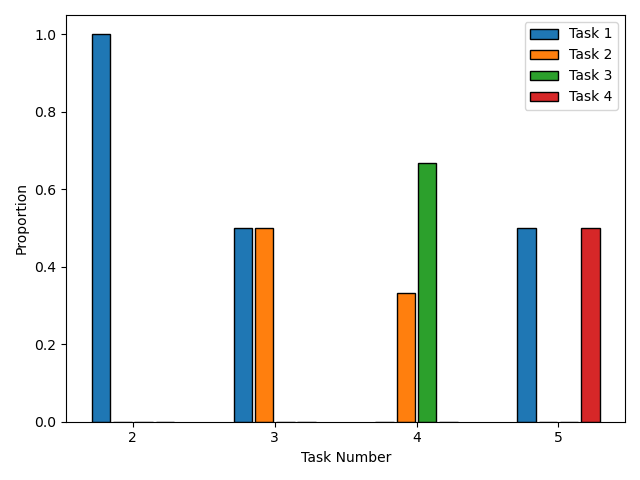 1.0
0.8
0.6
0.4
0.2
0.0
Proportion
2 3 4 5
Task Number
Task 1
Task 2
Task 3
Task 4